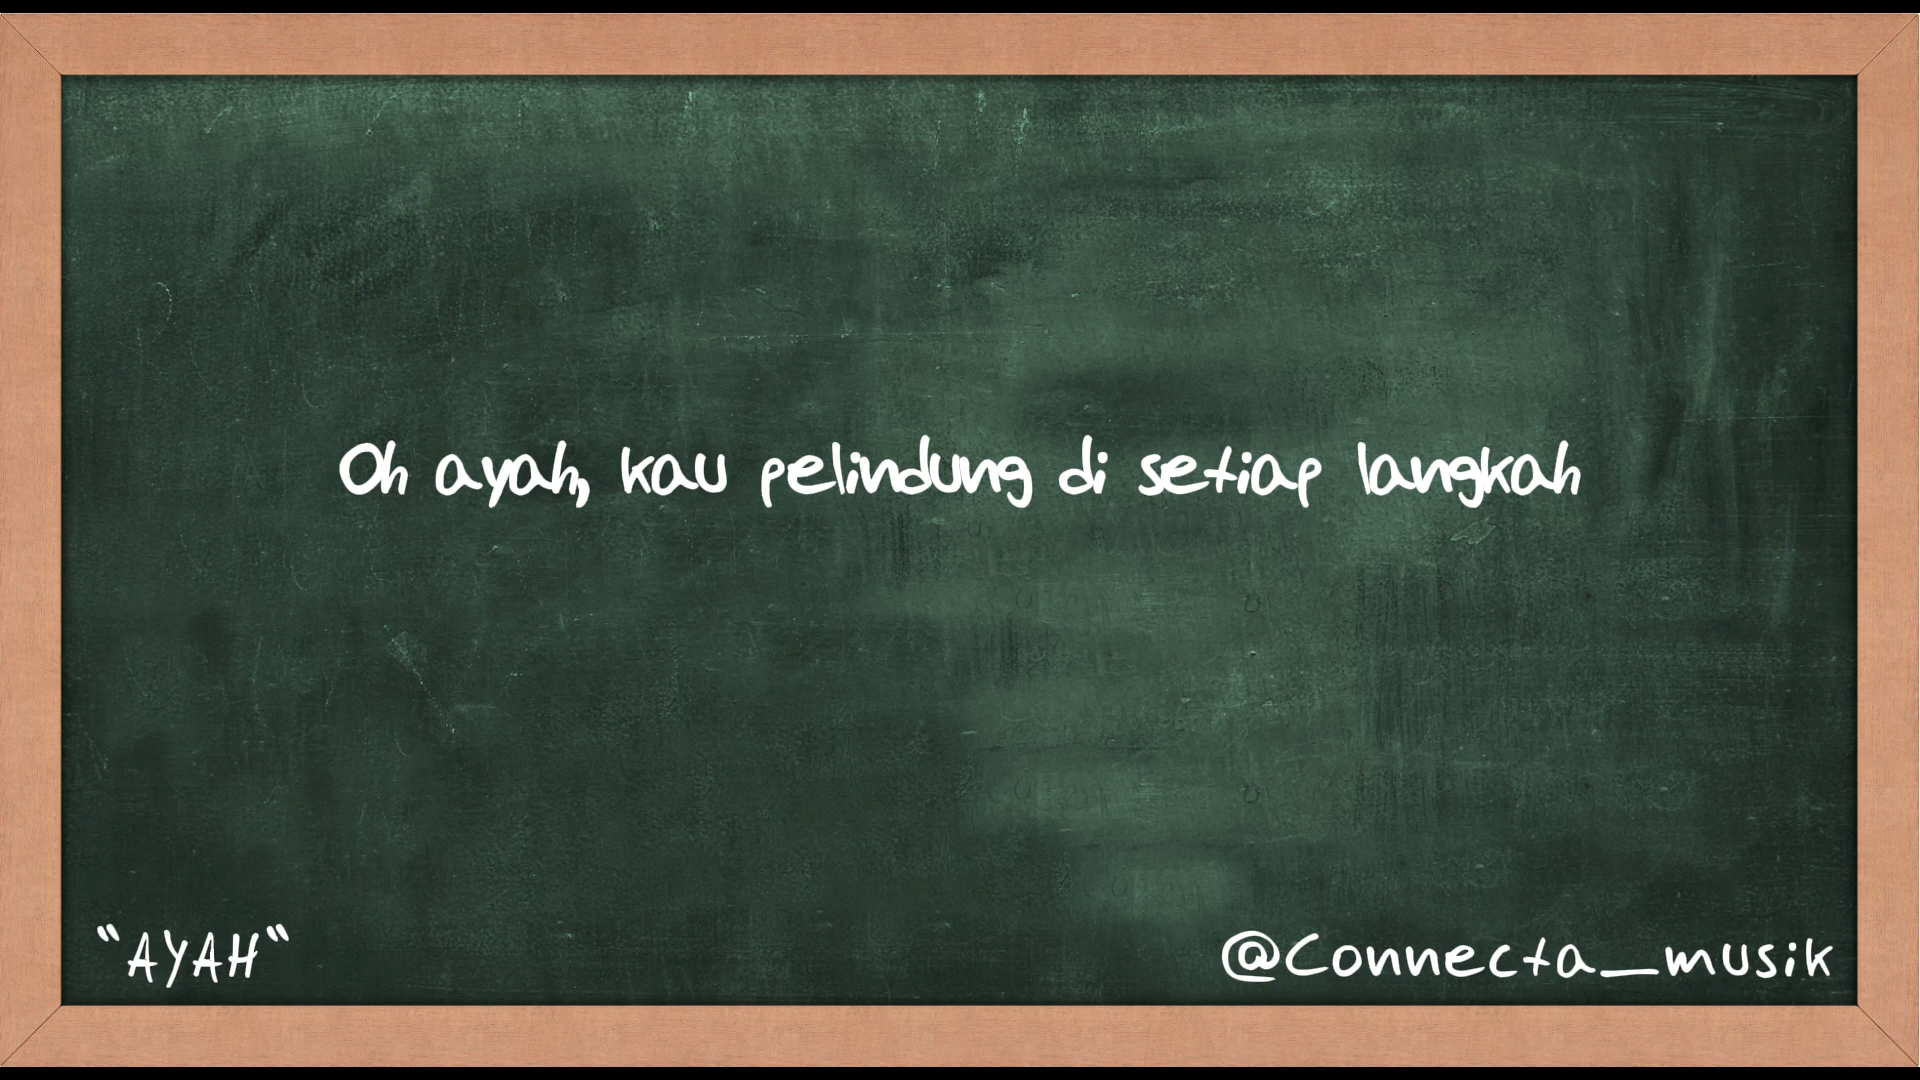 Oh ayah, kau pelindung di setiap langkah
"AYAH"
@Connecta_musik